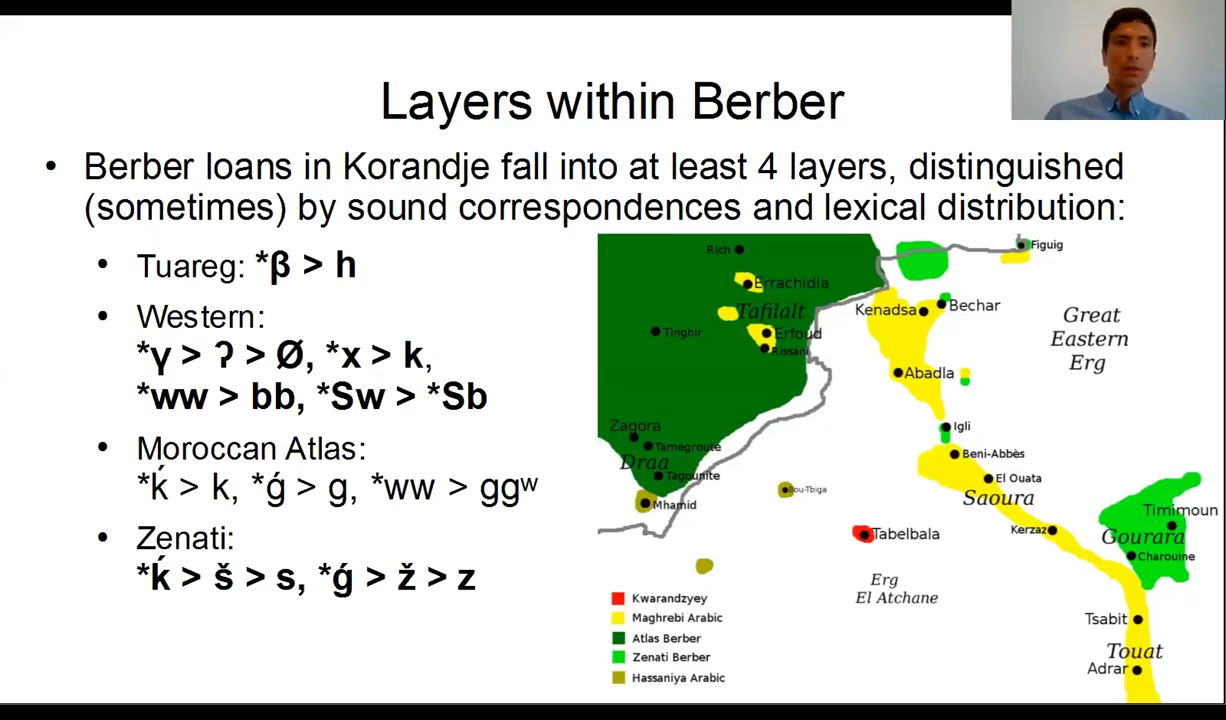 Layers within Berber
• Berber loans in Korandje fall into at least 4 layers, distinguished
(sometimes) by sound correspondences and lexical distribution:
• Tuareg: *β > h
• Western:
*γ > ʔ > Ø, *x > k,
*ww > bb, *Sw > *Sb
• Moroccan Atlas:
*ḱ > k, *ǵ > g, *ww > ggʷ
• Zenati:
*ḱ > š > s, *ǵ > ž > z
Rich
Figuig
Errachidia
Tafilalt
Kenadsa
Bechar
Great
Eastern
Erg
Tinghir
Erfoud
Rissani
Abadla
Zagora
Igli
Tamegroute
Draa
Beni-Abbès
Tagounite
El Ouata
Bou-Tbiga
Saoura
Mhamid
Timimoun
Tabelbala
Kerzaz
Gourara
Charouine
Erg
El Atchane
Kwarandzyey
Maghrebi Arabic
Atlas Berber
Zenati Berber
Hassaniya Arabic
Tsabit
Touat
Adrar